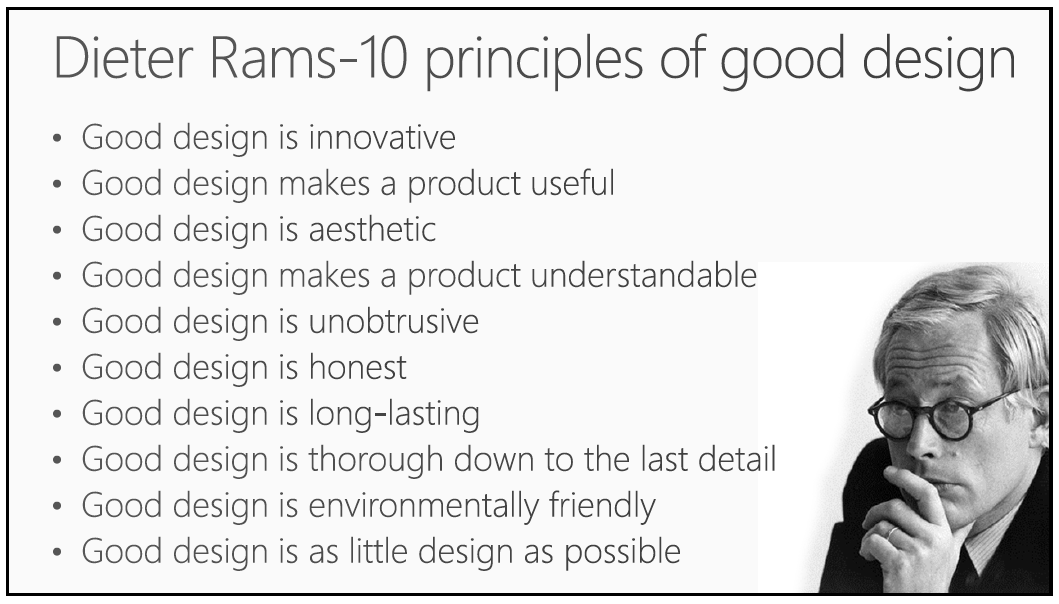 Dieter Rams-10 principles of good design
• Good design is innovative
• Good design makes a product useful
• Good design is aesthetic
• Good design makes a product understandable
• Good design is unobtrusive
• Good design is honest
• Good design is long-lasting
• Good design is thorough down to the last detail
• Good design is environmentally friendly
• Good design is as little design as possible